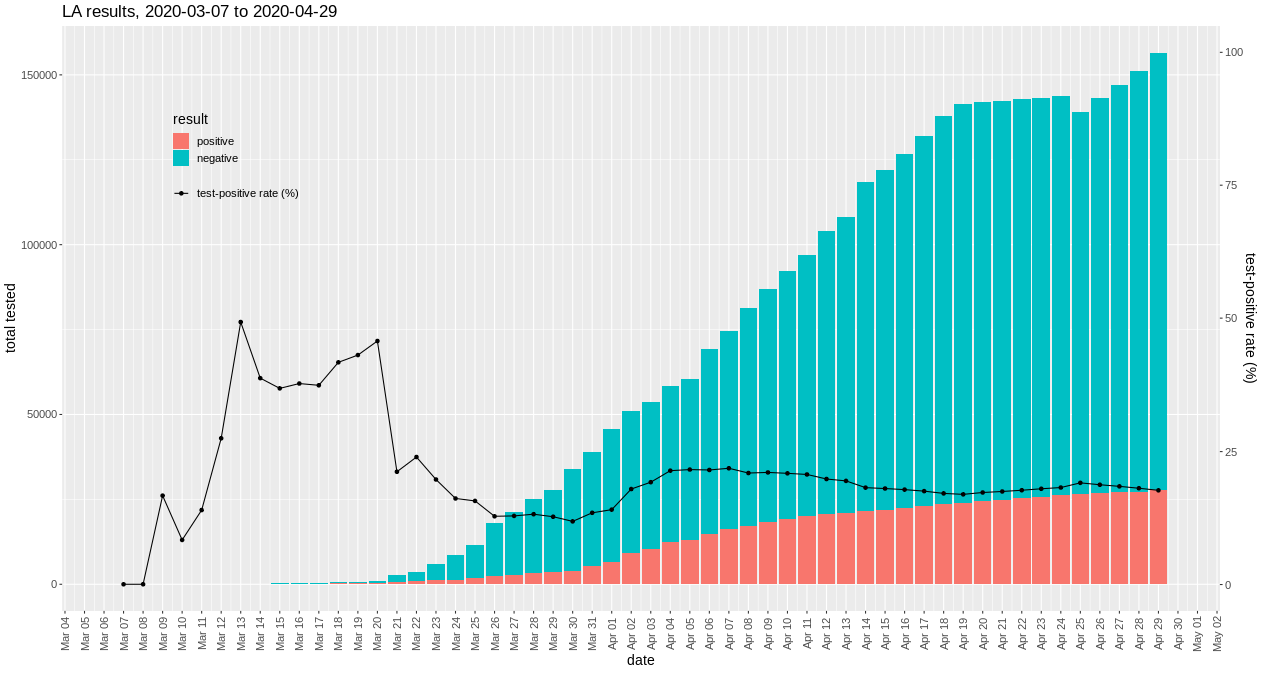 LA results, 2020-03-07 to 2020-04-29
150000
100000
50000
0
total tested
result
positive
negative
test-positive rate (%)
100
75
50
25
0
test-positive rate (%)
Mar 04
Mar 05
Mar 06
Mar 07
Mar 08
Mar 09
Mar 10
Mar 11
Mar 12
Mar 13
Mar 14
Mar 15
Mar 16
Mar 17
Mar 18
Mar 19
Mar 20
Mar 21
Mar 22
Mar 23
Mar 24
Mar 25
Mar 26
Mar 27
Mar 28
Mar 29
Mar 30
Mar 31
Apr 01
Apr 02
Apr 03
Apr 04
Apr 05
Apr 06
Apr 07
Apr 08
Apr 09
Apr 10
Apr 11
Apr 12
Apr 13
Apr 14
Apr 15
Apr 16
Apr 17
Apr 18
Apr 19
Apr 20
Apr 21
Apr 22
Apr 23
Apr 24
Apr 25
Apr 26
Apr 27
Apr 28
Apr 29
Apr 30
May 01
May 02
date